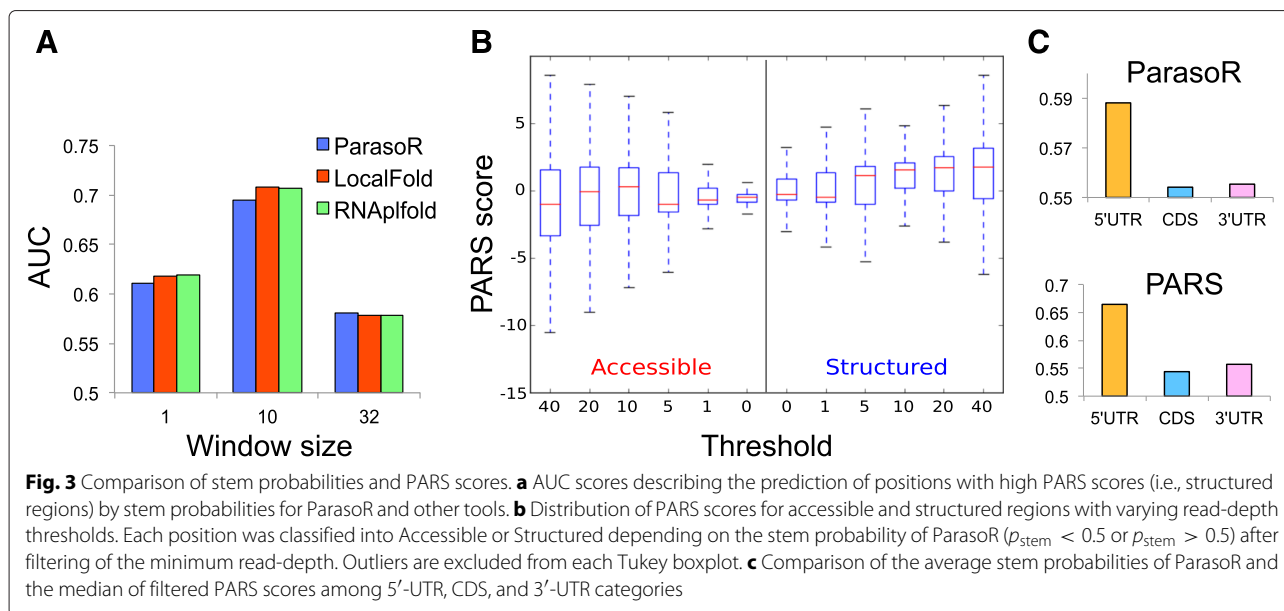 A
B
C
ParasoR
LocalFold
RNAplfold
AUC
0.75
0.7
0.65
0.6
0.55
0.5
1 10 32
Window size
PARS score
5
0
-5
-10
-15
Accessible Structured
40 20 10 5 1 0 0 1 5 10 20 40
Threshold
ParasoR
0.59
0.57
0.55
5'UTR CDS 3'UTR
PARS
0.7
0.65
0.6
0.55
0.5
5'UTR CDS 3'UTR
Fig. 3 Comparison of stem probabilities and PARS scores. a AUC scores describing the prediction of positions with high PARS scores (i.e., structured
regions) by stem probabilities for ParasoR and other tools. b Distribution of PARS scores for accessible and structured regions with varying read-depth
thresholds. Each position was classified into Accessible or Structured depending on the stem probability of ParasoR (pstem < 0.5 or pstem > 0.5) after
filtering of the minimum read-depth. Outliers are excluded from each Tukey boxplot. c Comparison of the average stem probabilities of ParasoR and
the median of filtered PARS scores among 5′-UTR, CDS, and 3′-UTR categories